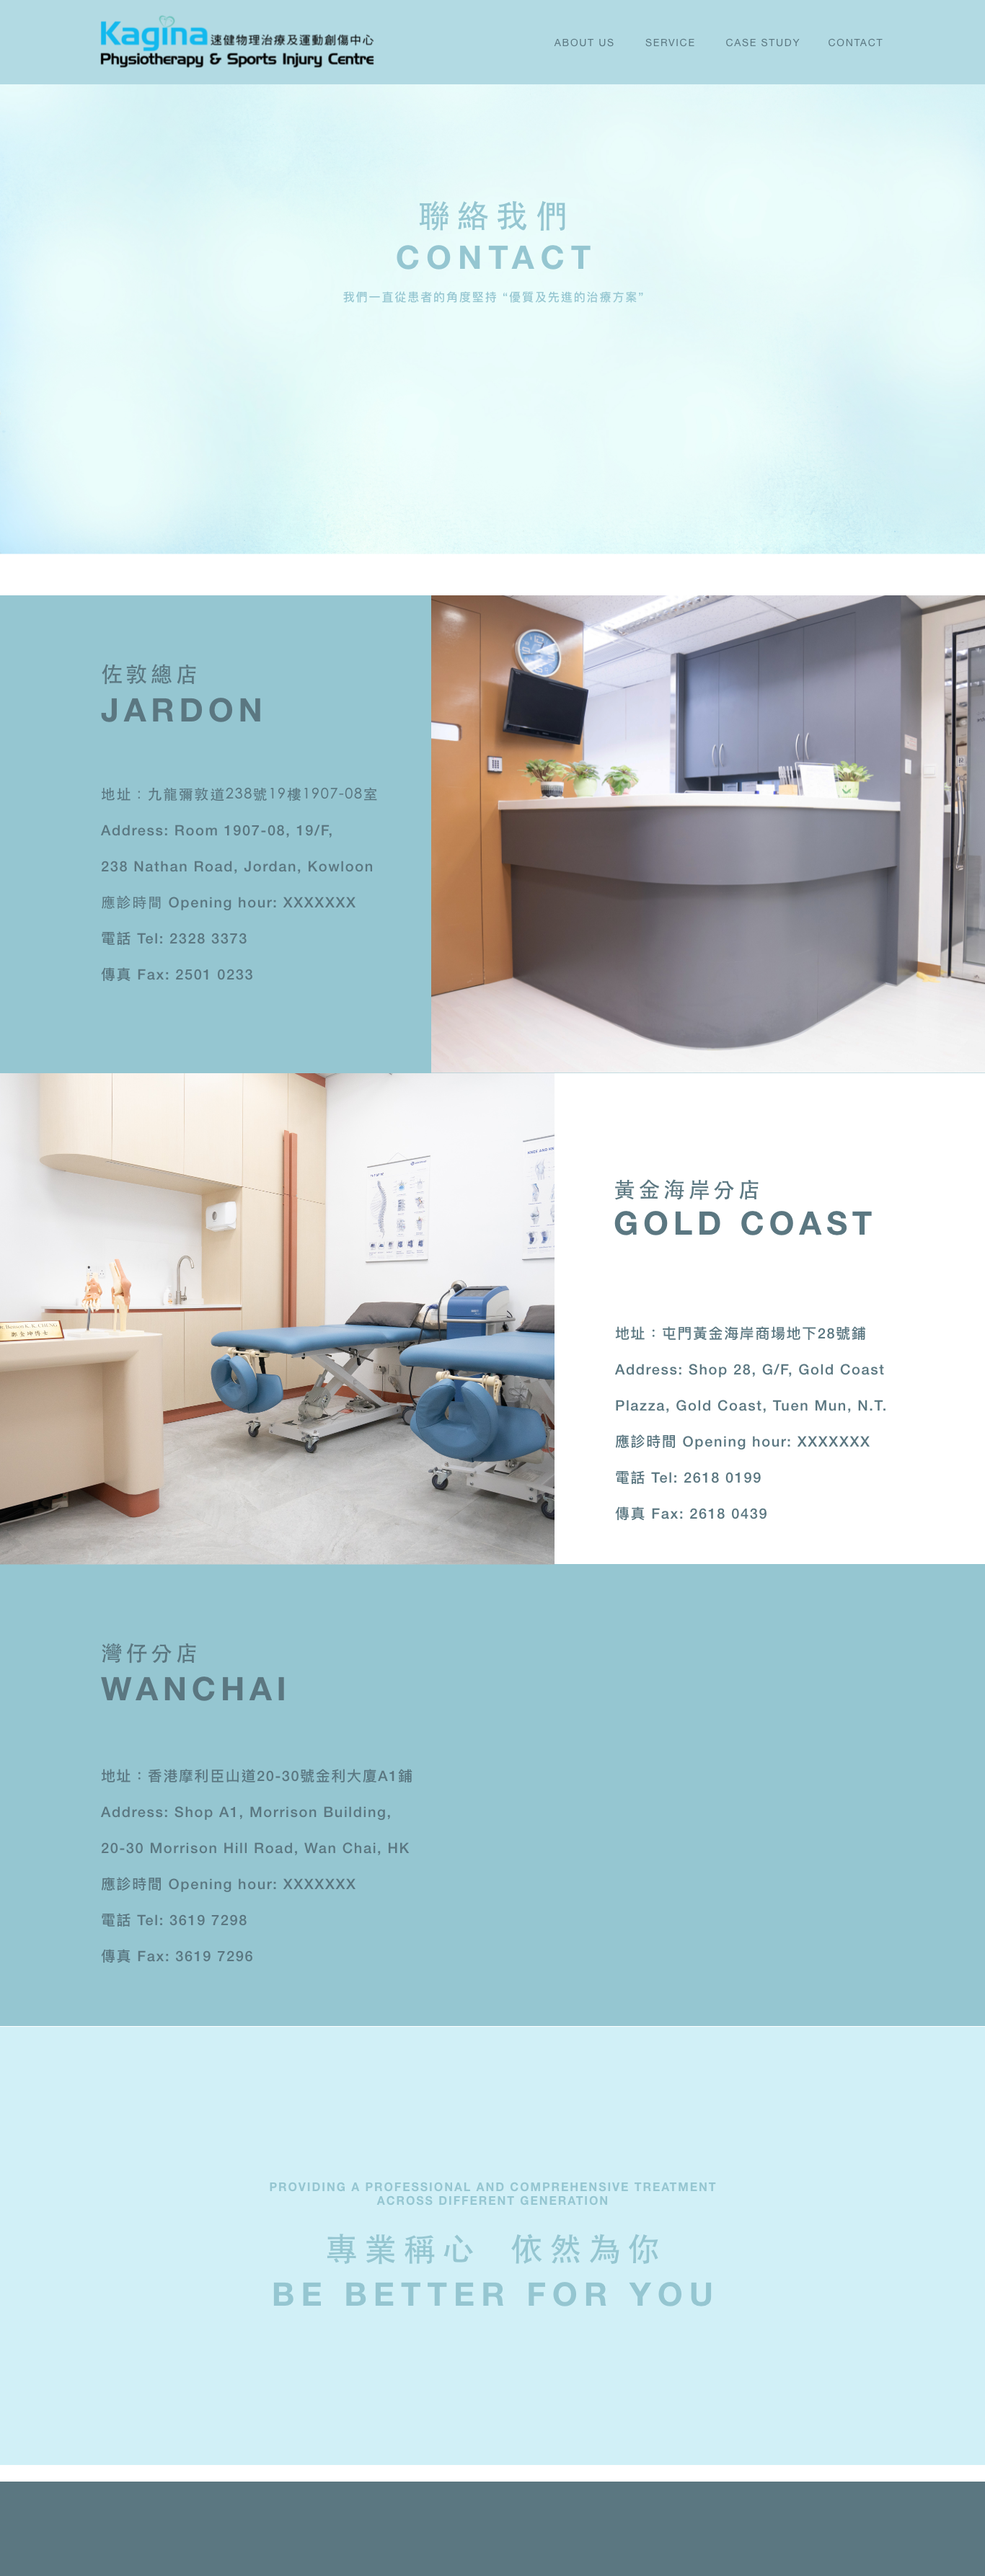 Kagina 速健物理治療及運動創傷中心
Physiotherapy & Sports Injury Centre
ABOUT US SERVICE CASE STUDY CONTACT
聯絡我們
CONTACT
我們一直從患者的角度堅持 “優質及先進的治療方案”
佐敦總店
JARDON
地址：九龍彌敦道238號19樓1907-08室
Address: Room 1907-08, 19/F,
238 Nathan Road, Jordan, Kowloon
應診時間 Opening hour: XXXXXXX
電話 Tel: 2328 3373
傳真 Fax: 2501 0233
黃金海岸分店
GOLD COAST
地址：屯門黃金海岸商場地下28號鋪
Address: Shop 28, G/F, Gold Coast
Plazza, Gold Coast, Tuen Mun, N.T.
應診時間 Opening hour: XXXXXXX
電話 Tel: 2618 0199
傳真 Fax: 2618 0439
灣仔分店
WANCHAI
地址：香港摩利臣山道20-30號金利大廈A1鋪
Address: Shop A1, Morrison Building,
20-30 Morrison Hill Road, Wan Chai, HK
應診時間 Opening hour: XXXXXXX
電話 Tel: 3619 7298
傳真 Fax: 3619 7296
PROVIDING A PROFESSIONAL AND COMPREHENSIVE TREATMENT
ACROSS DIFFERENT GENERATION
專業稱心 依然為你
BE BETTER FOR YOU